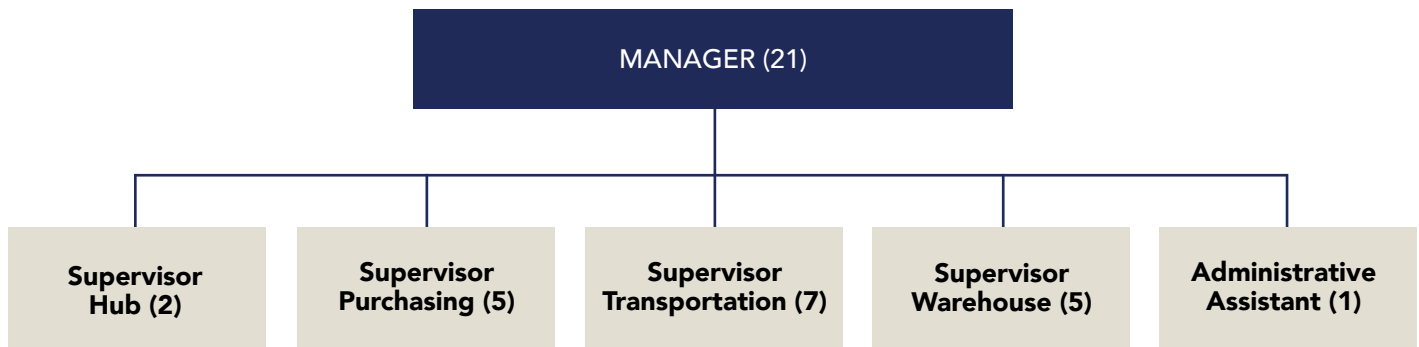 MANAGER (21)
Supervisor
Hub (2)
Supervisor
Purchasing (5)
Supervisor
Transportation (7)
Supervisor
Warehouse (5)
Administrative
Assistant (1)